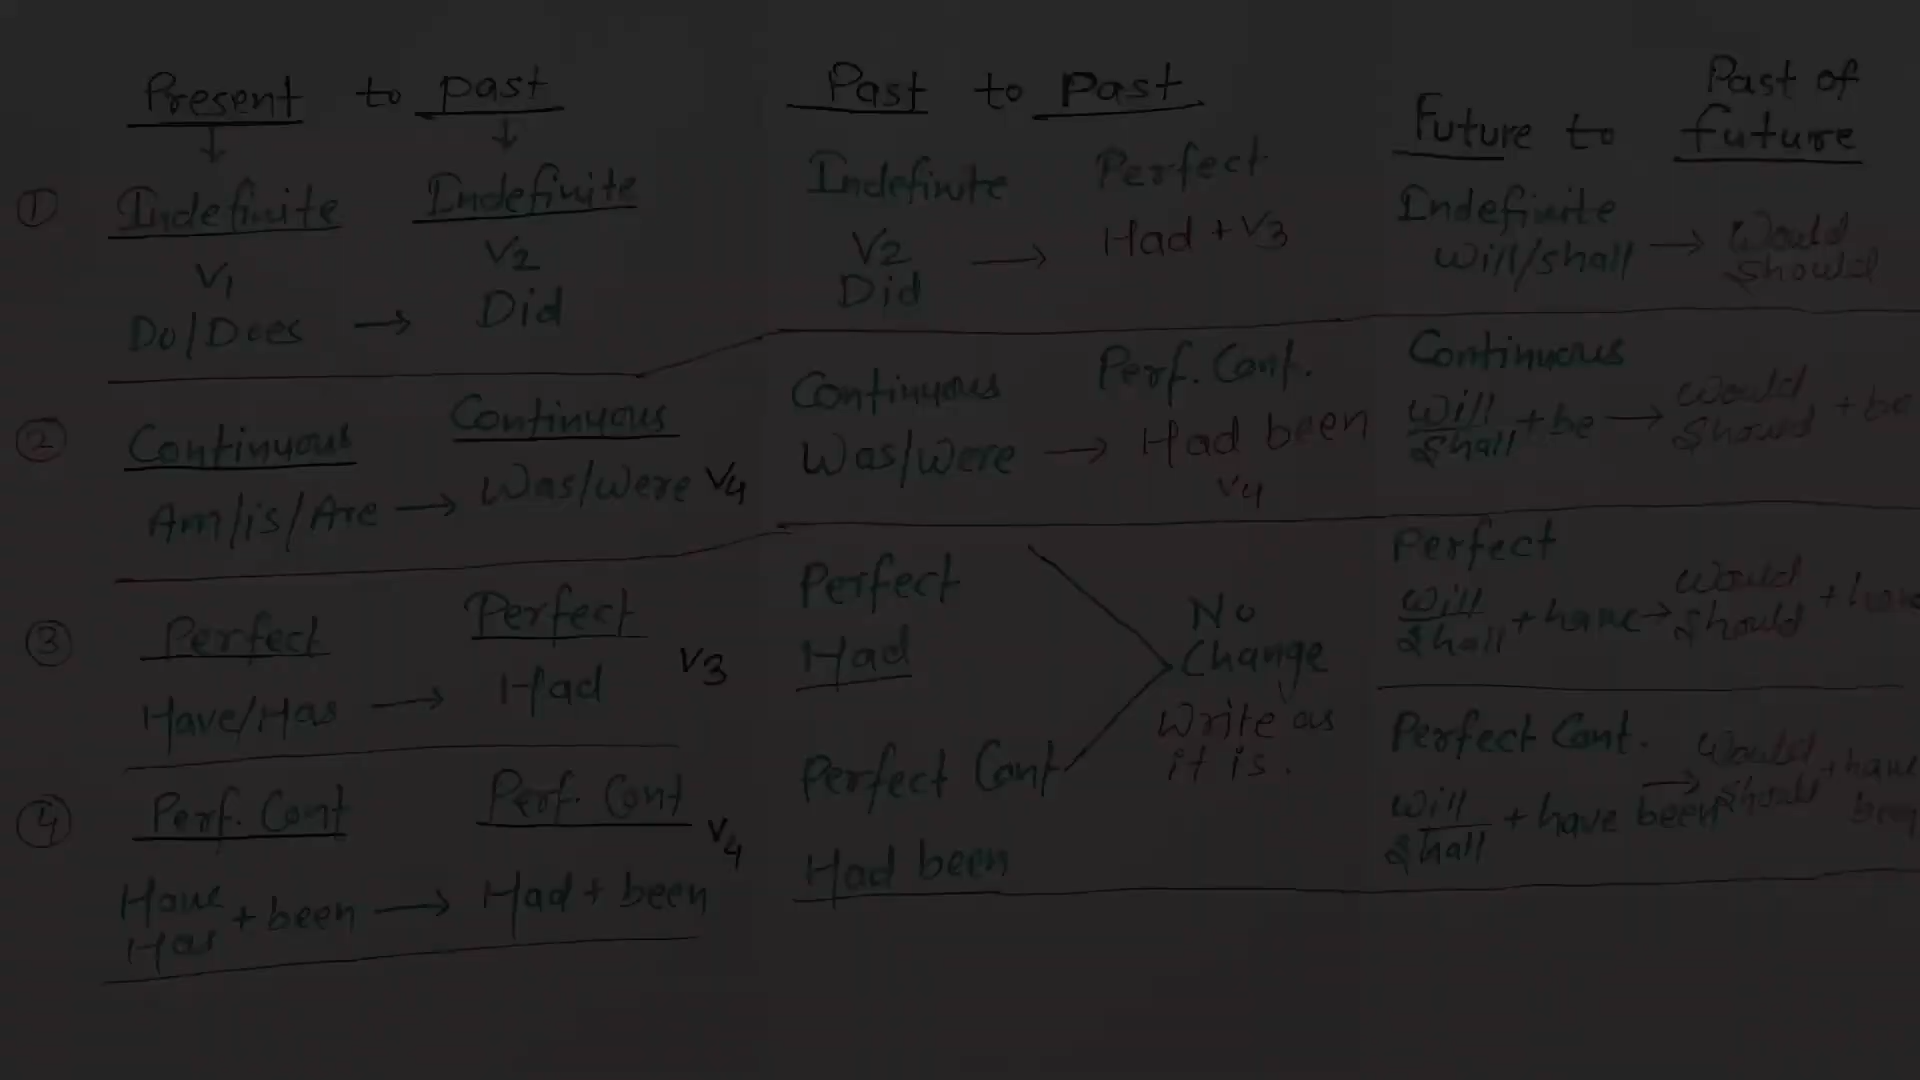 Present to past
① Indefinite Indefinite
V1 V2
Do/Does → Did
② Continuous Continuous
Am/is/Are → Was/Were V4
③ Perfect Perfect
Have/Has → Had V3
④ Perf. Cont Perf. Cont
Have
Has + been → Had + been V4
Past to Past
Indefinite Perfect
V2 → Had + V3
Did
Continuous Perf. Cont.
Was/Were → Had been
V4
Perfect
Had
Perfect Cont
Had been
No
Change
Write as
it is.
Future to Past of
future
Indefinite
Will/shall → Would
Should
Continuous
Will
Shall + be → Would
Should + be
Perfect
Will
Shall + have → Would
Should + have
Perfect Cont.
Will
Shall + have been → Would
Should + have
been